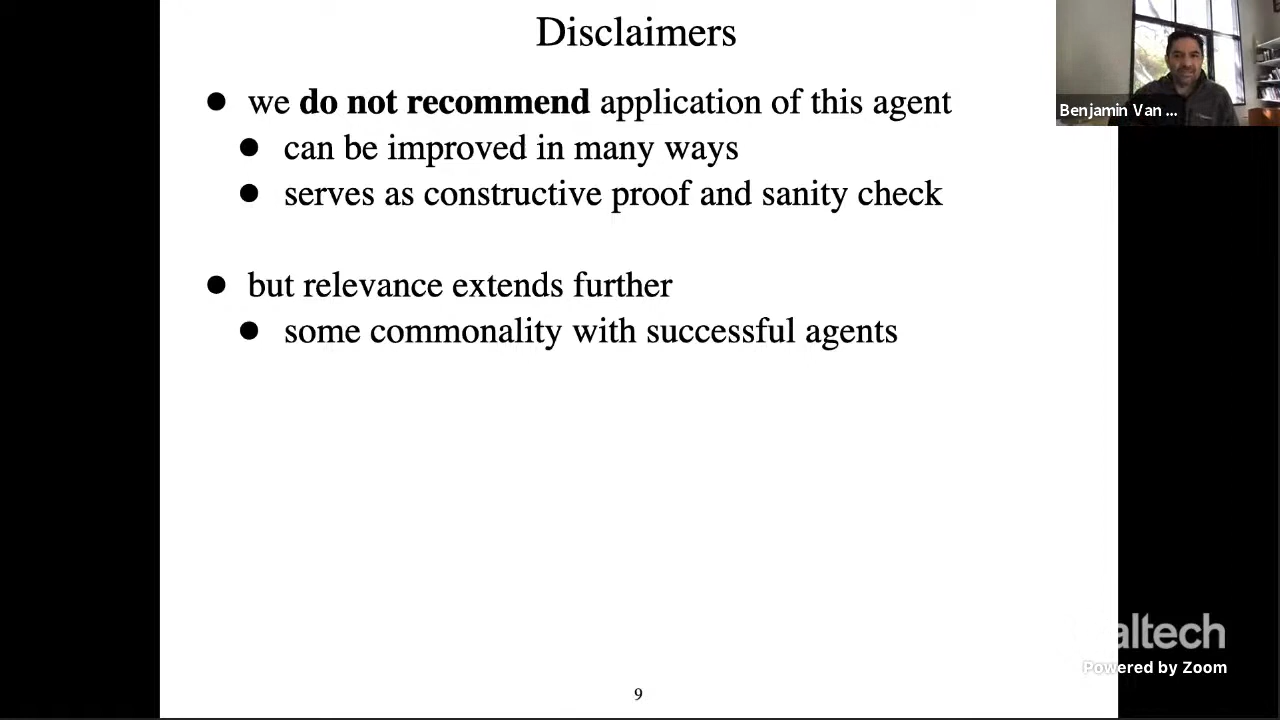 Disclaimers
● we do not recommend application of this agent
● can be improved in many ways
● serves as constructive proof and sanity check
● but relevance extends further
● some commonality with successful agents
Benjamin Van ...
altech
Powered by Zoom
9